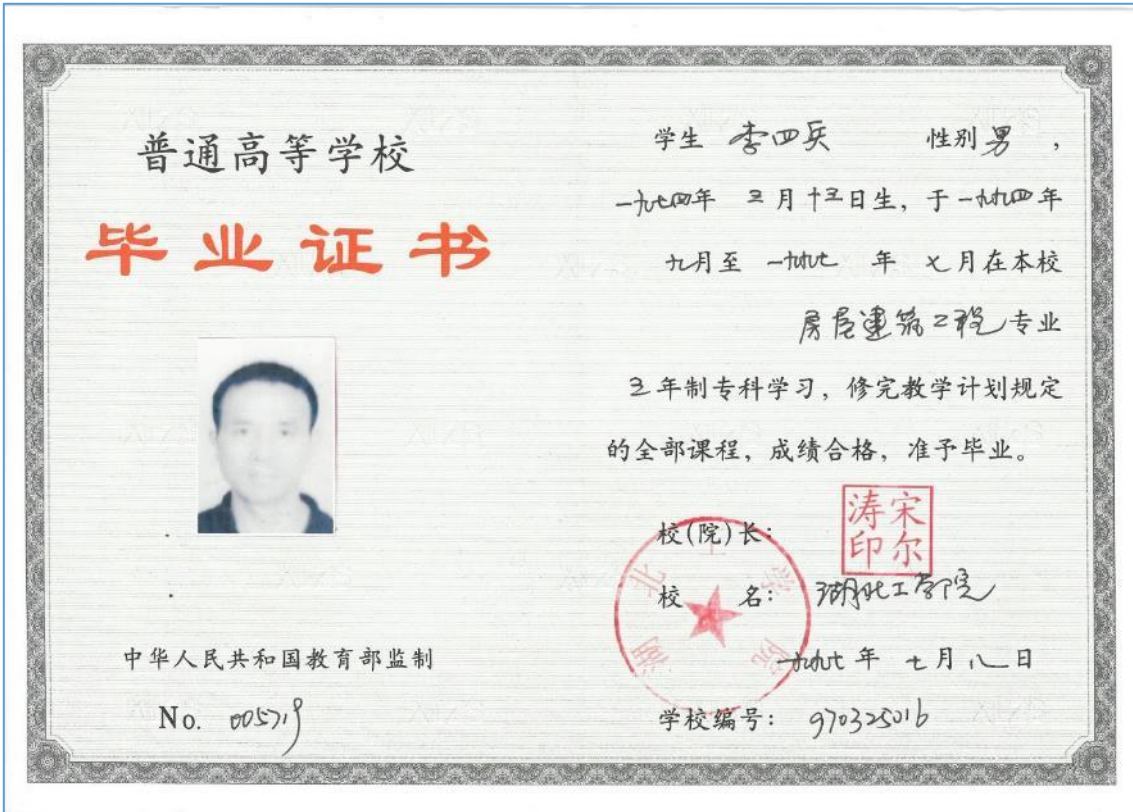 普通高等学校
毕业证书
中华人民共和国教育部监制
No. 005719
学生 李四兵 性别 男，
一九七四年 三月十三日生，于一九九四年
九月至 一九九七 年 七月在本校
房屋建筑工程 专业
三年制专科学习，修完教学计划规定
的全部课程，成绩合格，准予毕业。
校(院)长：
宋尔涛印
校 名：湖北工学院
湖北工学院
一九九七年 七月八日
学校编号：970325016